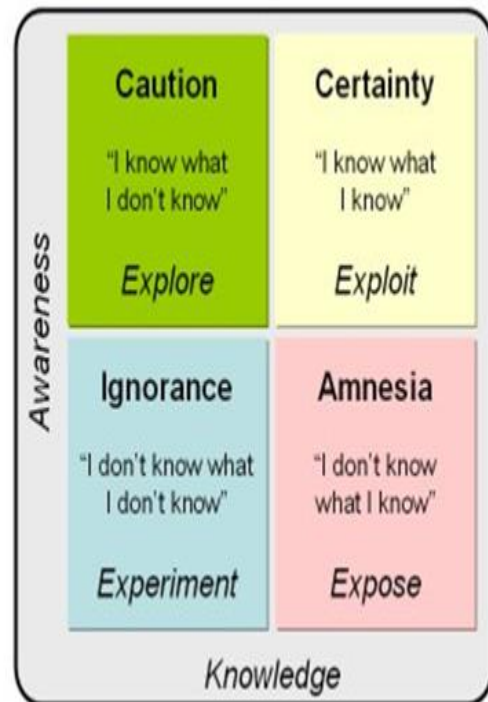 Caution
“I know what
I don't know”
Explore
Certainty
“I know what
I know”
Exploit
Awareness
Ignorance
“I don't know what
I don't know”
Experiment
Amnesia
“I don't know
what I know”
Expose
Knowledge